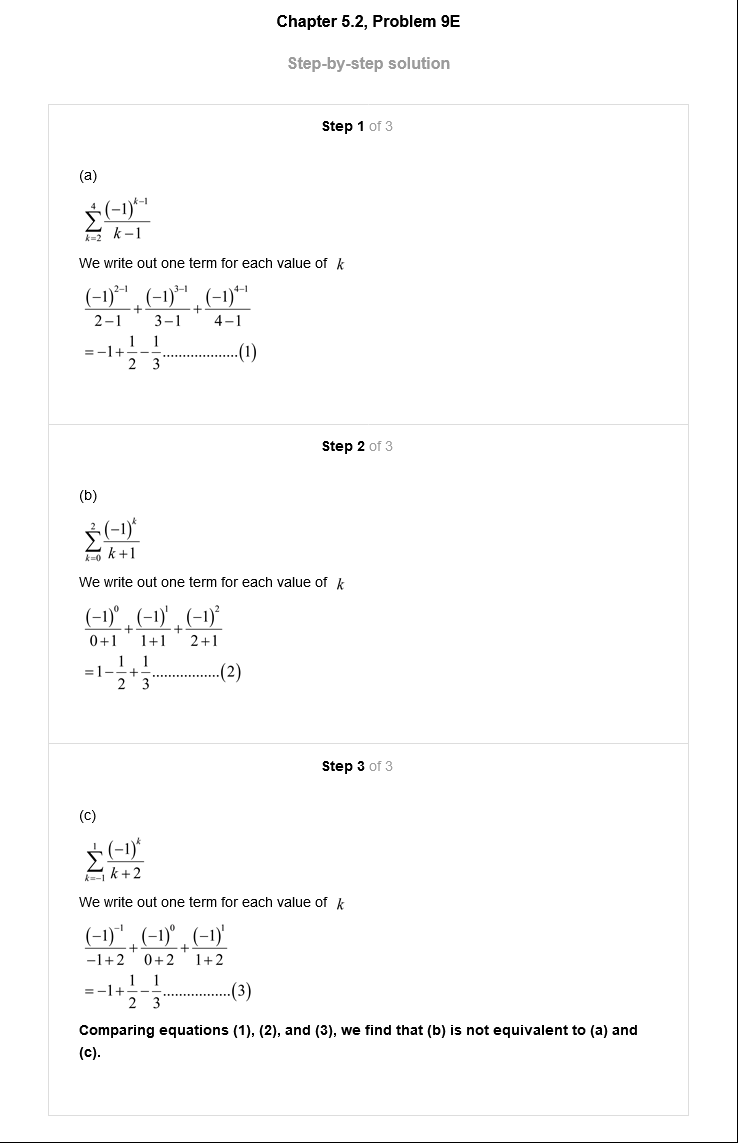 Chapter 5.2, Problem 9E
Step-by-step solution
Step 1 of 3
(a)
\sum_{k=2}^{4} \frac{(-1)^{k-1}}{k-1}
We write out one term for each value of k
\frac{(-1)^{2-1}}{2-1}+\frac{(-1)^{3-1}}{3-1}+\frac{(-1)^{4-1}}{4-1}
=-1+\frac{1}{2}-\frac{1}{3}...................(1)
Step 2 of 3
(b)
\sum_{k=0}^{2} \frac{(-1)^{k}}{k+1}
We write out one term for each value of k
\frac{(-1)^{0}}{0+1}+\frac{(-1)^{1}}{1+1}+\frac{(-1)^{2}}{2+1}
=1-\frac{1}{2}+\frac{1}{3}.................(2)
Step 3 of 3
(c)
\sum_{k=-1}^{1} \frac{(-1)^{k}}{k+2}
We write out one term for each value of k
\frac{(-1)^{-1}}{-1+2}+\frac{(-1)^{0}}{0+2}+\frac{(-1)^{1}}{1+2}
=-1+\frac{1}{2}-\frac{1}{3}.................(3)
Comparing equations (1), (2), and (3), we find that (b) is not equivalent to (a) and
(c).